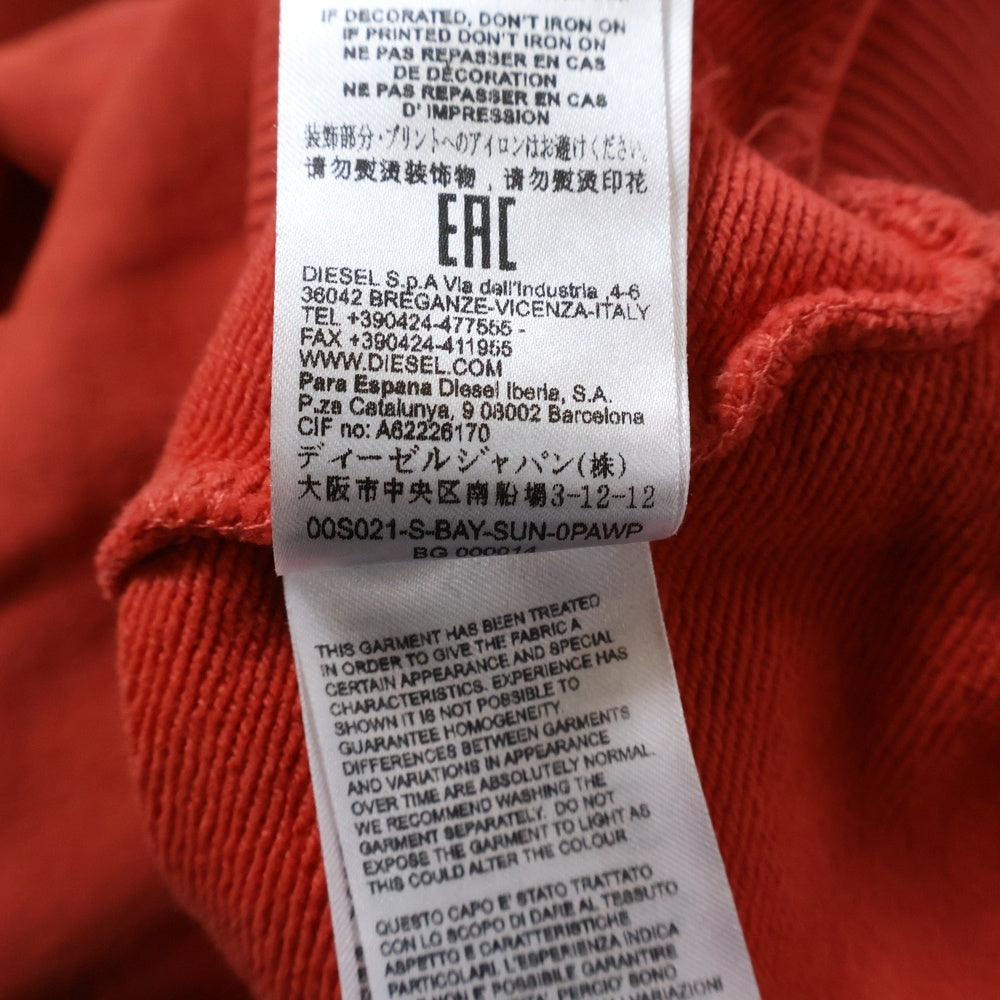 IF DECORATED, DON'T IRON ON
IF PRINTED DON'T IRON ON
NE PAS REPASSER EN CAS
DE DÉCORATION
NE PAS REPASSER EN CAS
D' IMPRESSION
装飾部分・プリントへのアイロンはお避けください。
请勿熨烫装饰物，请勿熨烫印花
EAC
DIESEL S.p.A Via dell'Industria ,4-6
36042 BREGANZE-VICENZA-ITALY
TEL +390424-477555 -
FAX +390424-411955
WWW.DIESEL.COM
Para Espana Diesel Iberia, S.A.
P.za Catalunya, 9 08002 Barcelona
CIF no: A62226170
ディーゼルジャパン(株)
大阪市中央区南船場3-12-12
00S021-S-BAY-SUN-0PAWP
BG 000014
THIS GARMENT HAS BEEN TREATED
IN ORDER TO GIVE THE FABRIC A
CERTAIN APPEARANCE AND SPECIAL
CHARACTERISTICS. EXPERIENCE HAS
SHOWN IT IS NOT POSSIBLE TO
GUARANTEE HOMOGENEITY.
DIFFERENCES BETWEEN GARMENTS
AND VARIATIONS IN APPEARANCE
OVER TIME ARE ABSOLUTELY NORMAL.
WE RECOMMEND WASHING THE
GARMENT SEPARATELY. DO NOT
EXPOSE THE GARMENT TO LIGHT AS
THIS COULD ALTER THE COLOUR
QUESTO CAPO E' STATO TRATTATO
CON LO SCOPO DI DARE AL TESSUTO
ASPETTO E CARATTERISTICHE
PARTICOLARI. L'ESPERIENZA INDICA
NON E' POSSIBILE GARANTIRE
PERCIO' SONO
VARIAZIONI